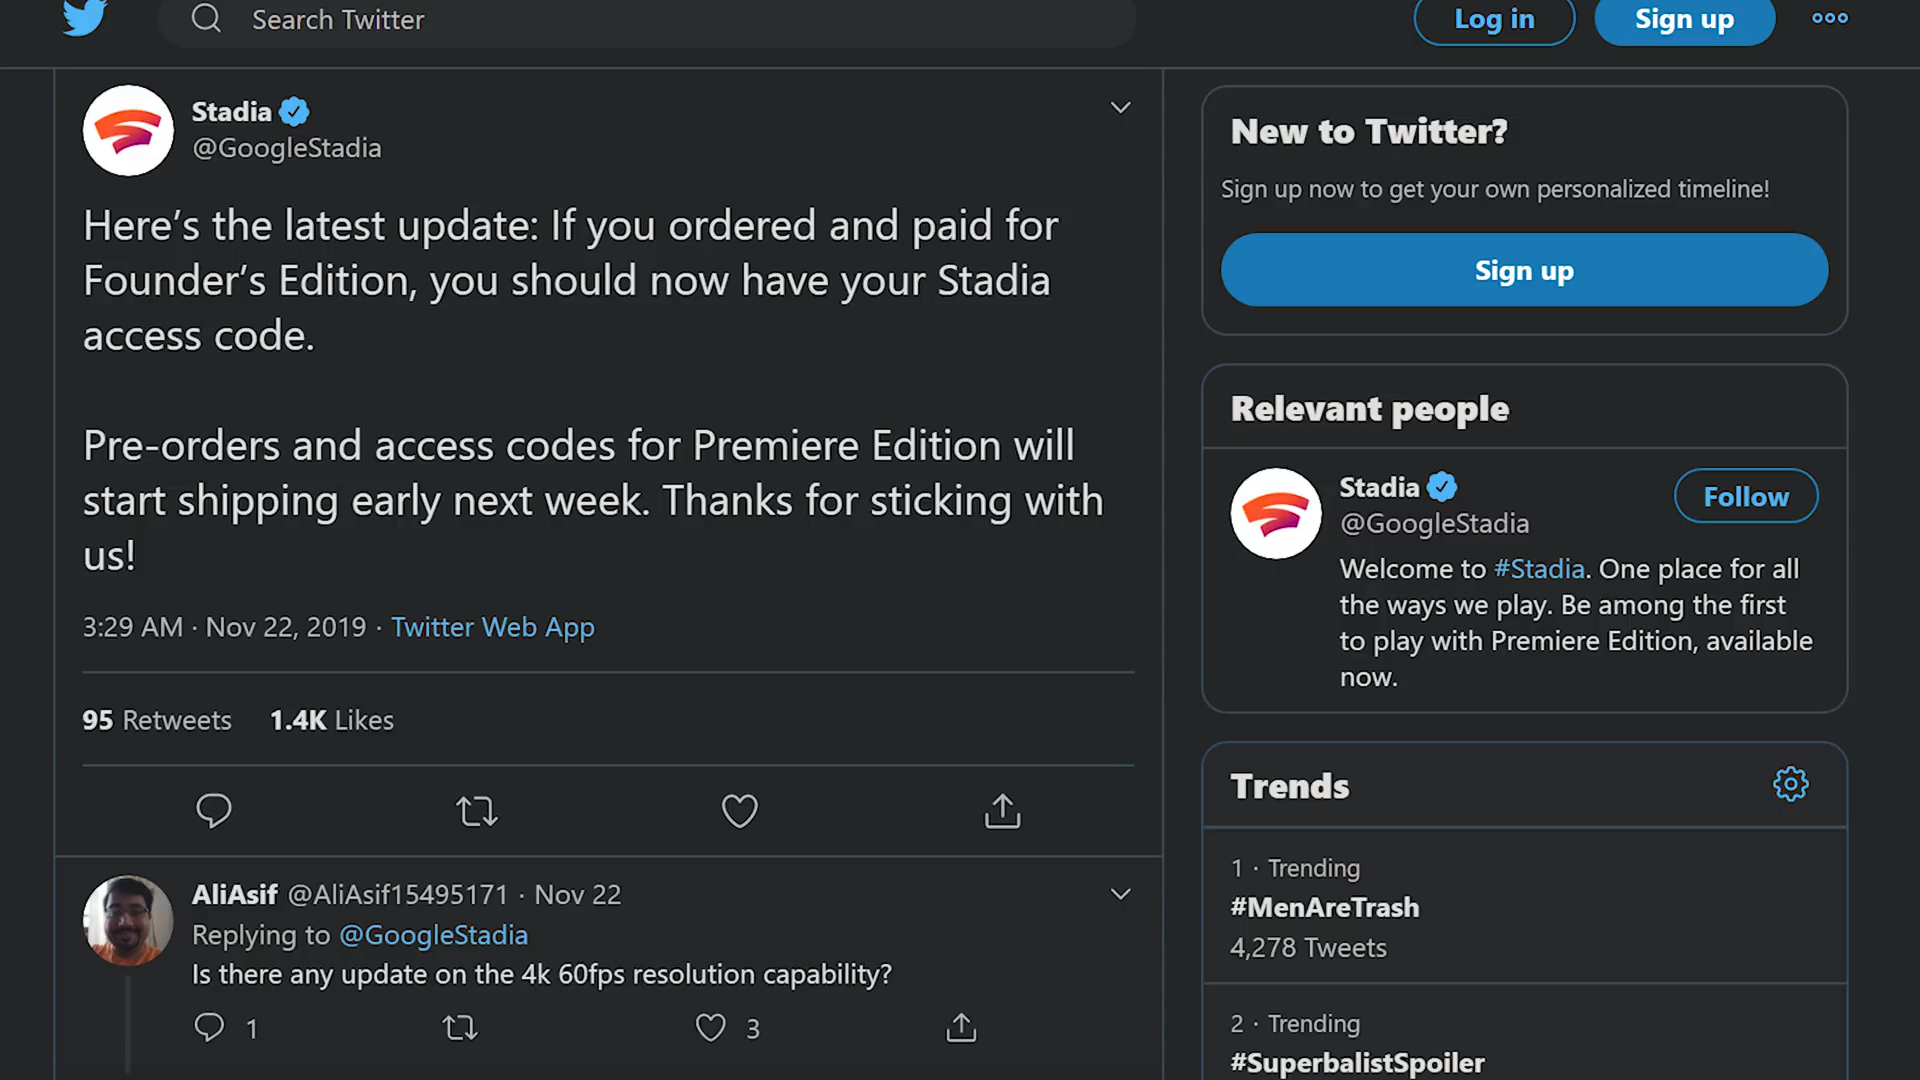 Search Twitter
Log in
Sign up
Stadia
@GoogleStadia
Here’s the latest update: If you ordered and paid for
Founder’s Edition, you should now have your Stadia
access code.
Pre-orders and access codes for Premiere Edition will
start shipping early next week. Thanks for sticking with
us!
3:29 AM · Nov 22, 2019 · Twitter Web App
95 Retweets 1.4K Likes
AliAsif @AliAsif15495171 · Nov 22
Replying to @GoogleStadia
Is there any update on the 4k 60fps resolution capability?
1
3
New to Twitter?
Sign up now to get your own personalized timeline!
Sign up
Relevant people
Stadia
@GoogleStadia
Follow
Welcome to #Stadia. One place for all
the ways we play. Be among the first
to play with Premiere Edition, available
now.
Trends
1 · Trending
#MenAreTrash
4,278 Tweets
2 · Trending
#SuperbalistSpoiler